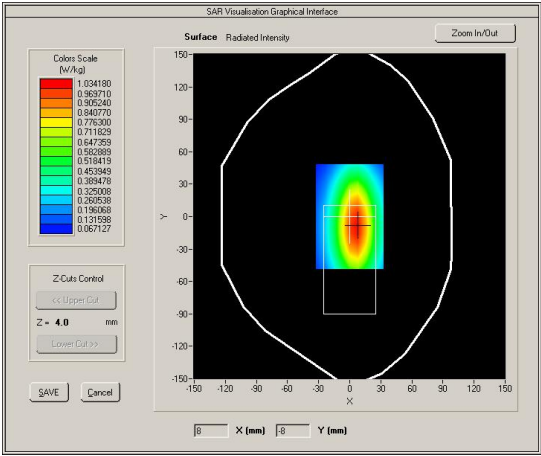 SAR Visualisation Graphical Interface
Surface Radiated Intensity
Zoom In/Out
Colors Scale
(W/kg)
1.034180
0.969710
0.905240
0.840770
0.776300
0.711829
0.647359
0.582889
0.518419
0.453949
0.389478
0.325008
0.260538
0.196068
0.131598
0.067127
Z-Cuts Control
<< Upper Cut
Z = 4.0 mm
Lower Cut >>
SAVE Cancel
150
120
90
60
30
0
-30
-60
-90
-120
-150
Y
-150 -120 -90 -60 -30 0 30 60 90 120 150
X
8 X (mm) -8 Y (mm)